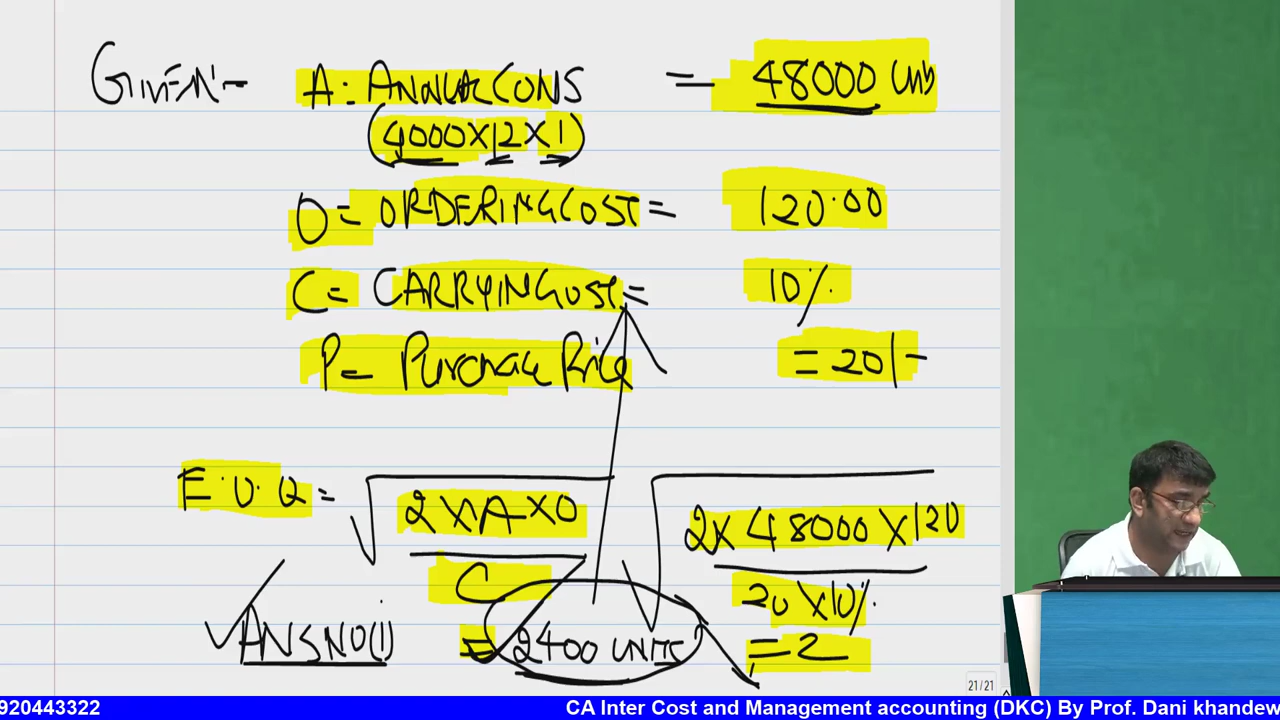 GIVEN- A: ANNUAL CONS = 48000 Units
(4000X12X1)
O = ORDERING COST = 120.00
C = CARRYING COST = 10%
P = Purchase Price = 20/-
E.O.Q = √ 2XAXO √ 2X48000X120
C 20X10%
ANS NO(1) = 2400 UNITS = 2
21/21
920443322 CA Inter Cost and Management accounting (DKC) By Prof. Dani khandew